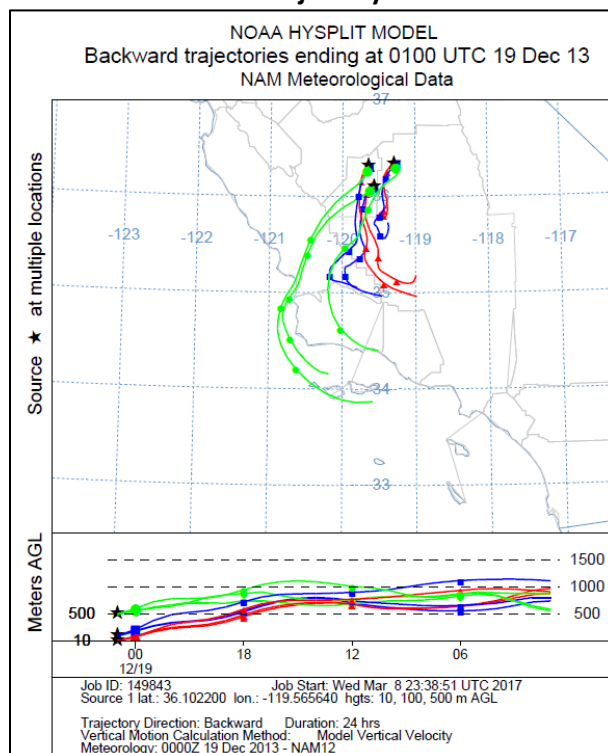 NOAA HYSPLIT MODEL
Backward trajectories ending at 0100 UTC 19 Dec 13
NAM Meteorological Data
Source ★ at multiple locations
37
-123 -122 -121 -120 -119 -118 -117
35
34
33
Meters AGL
1500
1000
500 500
10
00 18 12 06
12/19
Job ID: 149843 Job Start: Wed Mar 8 23:38:51 UTC 2017
Source 1 lat.: 36.102200 lon.: -119.565640 hgts: 10, 100, 500 m AGL
Trajectory Direction: Backward Duration: 24 hrs
Vertical Motion Calculation Method: Model Vertical Velocity
Meteorology: 0000Z 19 Dec 2013 - NAM12